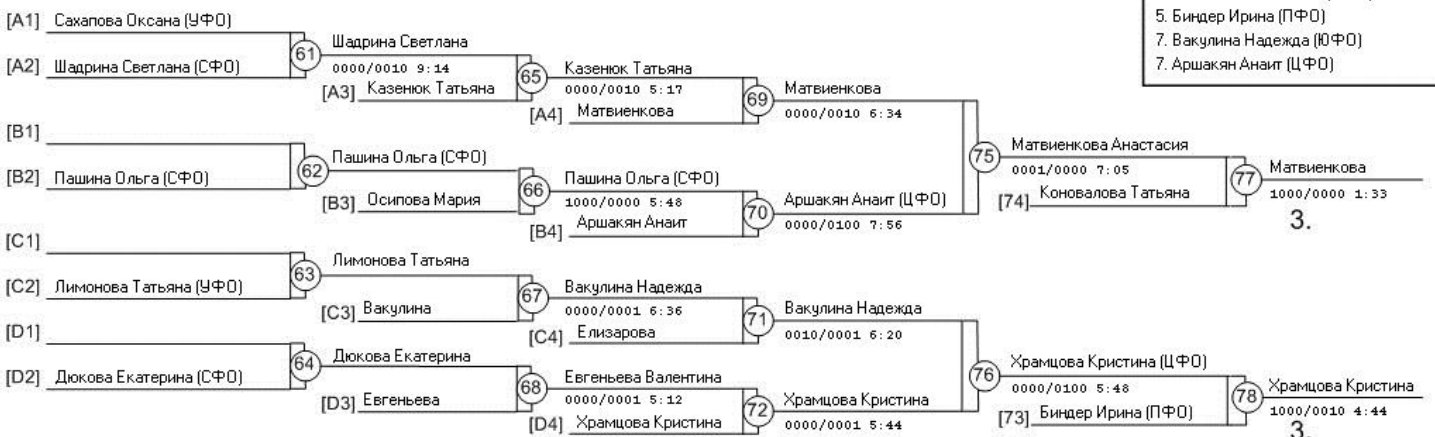 5. Биндер Ирина (ПФО)
7. Вакулина Надежда (ЮФО)
7. Аршакян Анаит (ЦФО)
[A1] Сахапова Оксана (УФО)
61 Шадрина Светлана
0000/0010 9:14
[A2] Шадрина Светлана (СФО)
[A3] Казенюк Татьяна
65 Казенюк Татьяна
0000/0010 5:17
[A4] Матвиенкова
69 Матвиенкова
0000/0010 6:34
[B1]
62 Пашина Ольга (СФО)
[B2] Пашина Ольга (СФО)
[B3] Осипова Мария
66 Пашина Ольга (СФО)
1000/0000 5:48
[B4] Аршакян Анаит
70 Аршакян Анаит (ЦФО)
0000/0100 7:56
75 Матвиенкова Анастасия
0001/0000 7:05
[74] Коновалова Татьяна
77 Матвиенкова
1000/0000 1:33
3.
[C1]
63 Лимонова Татьяна
[C2] Лимонова Татьяна (УФО)
[C3] Вакулина
67 Вакулина Надежда
0000/0001 6:36
[C4] Елизарова
71 Вакулина Надежда
0010/0001 6:20
[D1]
64 Дюкова Екатерина
[D2] Дюкова Екатерина (СФО)
[D3] Евгеньева
68 Евгеньева Валентина
0000/0001 5:12
[D4] Храмцова Кристина
72 Храмцова Кристина
0000/0001 5:44
76 Храмцова Кристина (ЦФО)
0000/0100 5:48
[73] Биндер Ирина (ПФО)
78 Храмцова Кристина
1000/0010 4:44
3.